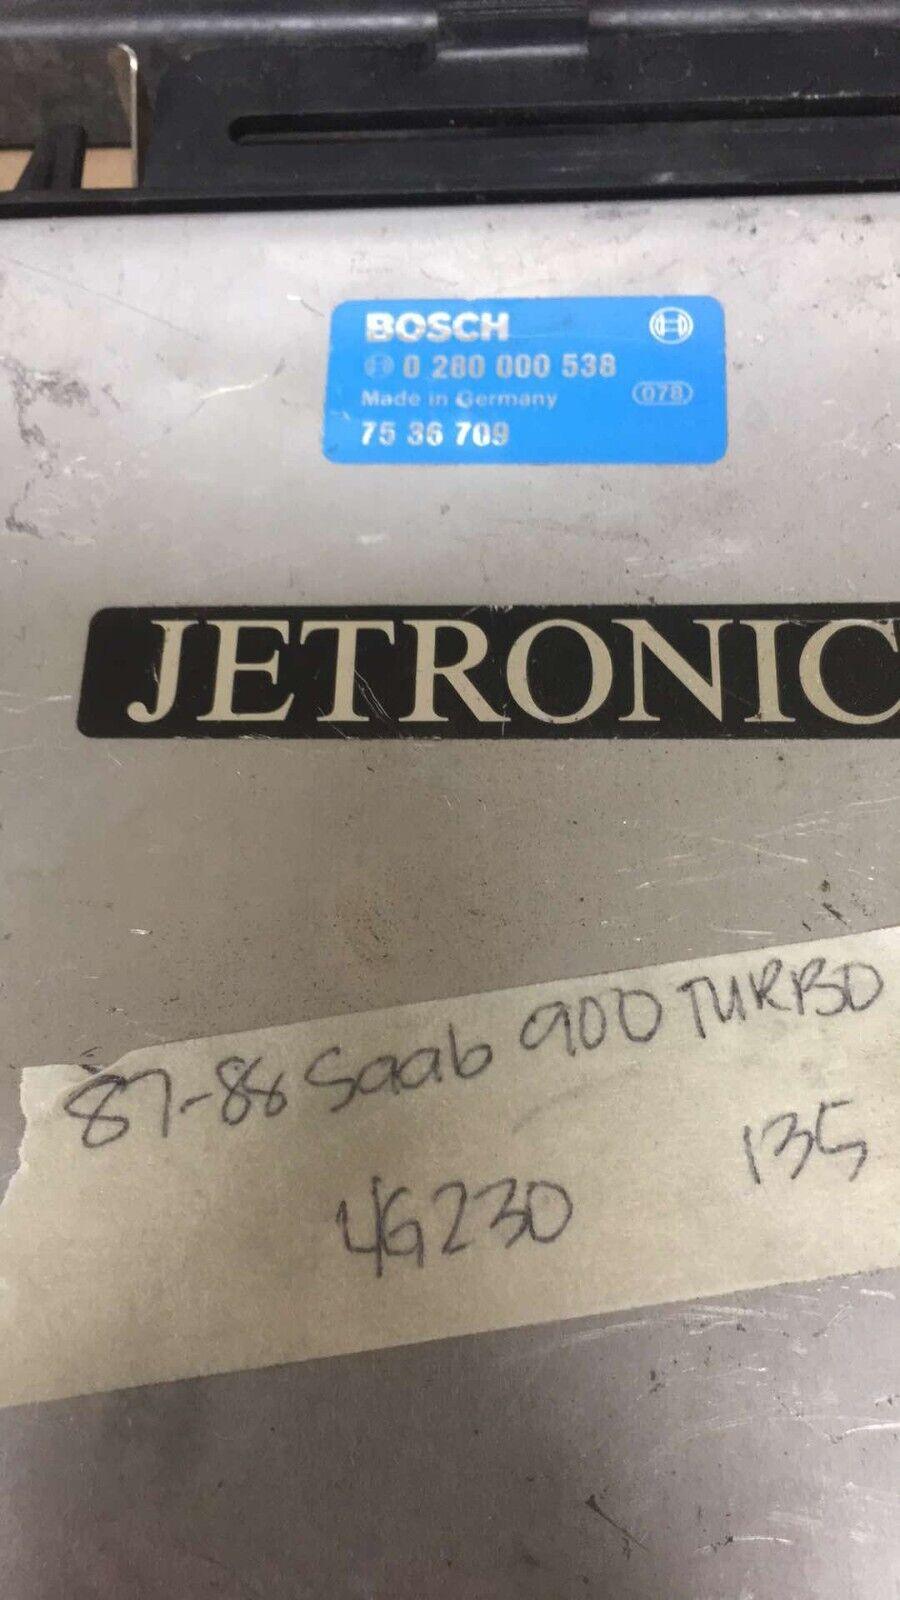 BOSCH
0 280 000 538
Made in Germany 078
75 36 709
JETRONIC
87-88 Saab 900 TURBO
4G230 135